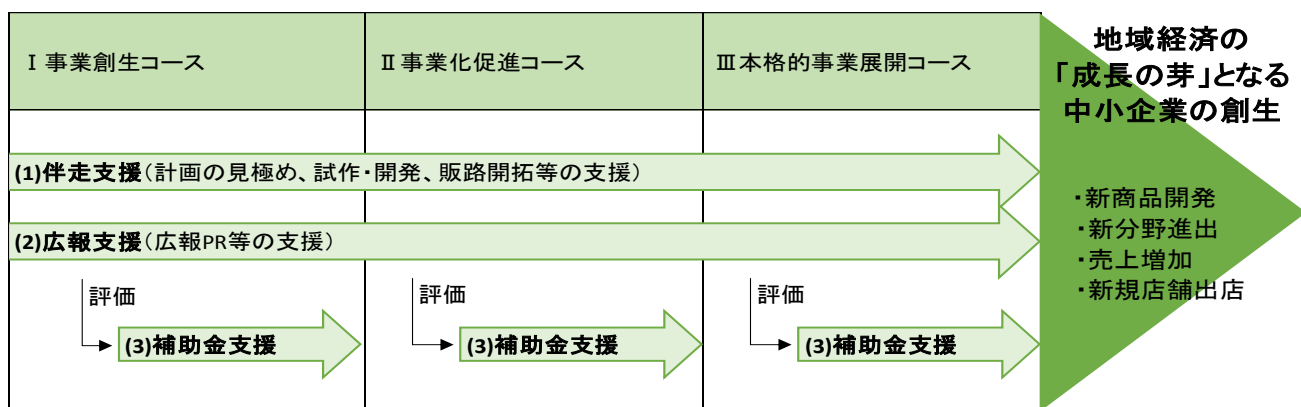 Ⅰ事業創生コース
Ⅱ事業化促進コース
Ⅲ本格的事業展開コース
地域経済の
「成長の芽」となる
中小企業の創生
(1)伴走支援(計画の見極め、試作・開発、販路開拓等の支援)
(2)広報支援(広報PR等の支援)
・新商品開発
・新分野進出
・売上増加
・新規店舗出店
評価
(3)補助金支援
評価
(3)補助金支援
評価
(3)補助金支援